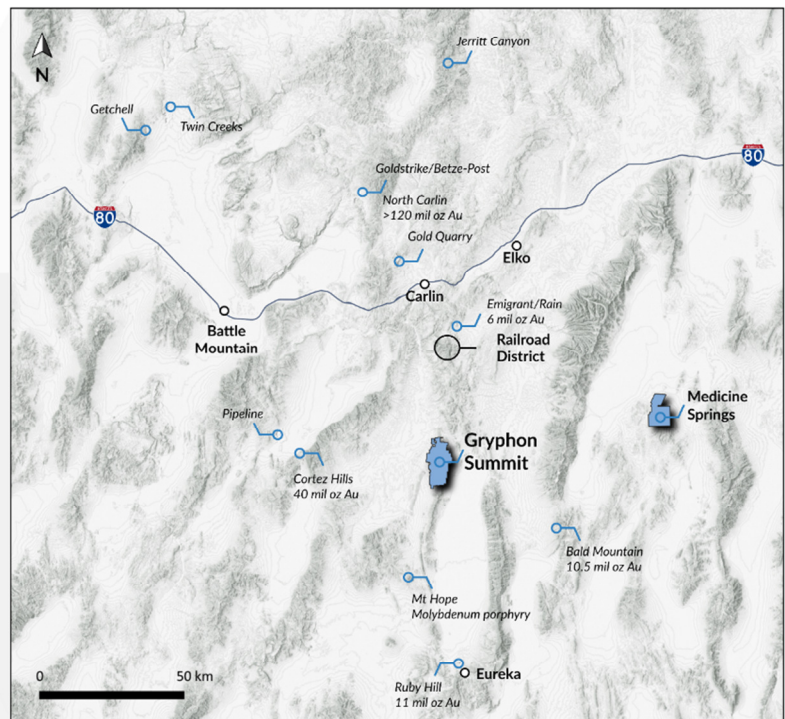 Jerritt Canyon
N
Getchell
Twin Creeks
80
Goldstrike/Betze-Post
North Carlin
>120 mil oz Au
80
Gold Quarry
Elko
Carlin
Emigrant/Rain
6 mil oz Au
Battle
Mountain
Railroad
District
Medicine
Springs
Pipeline
Gryphon
Summit
Cortez Hills
40 mil oz Au
Bald Mountain
10.5 mil oz Au
Mt Hope
Molybdenum porphyry
0
50 km
Eureka
Ruby Hill
11 mil oz Au